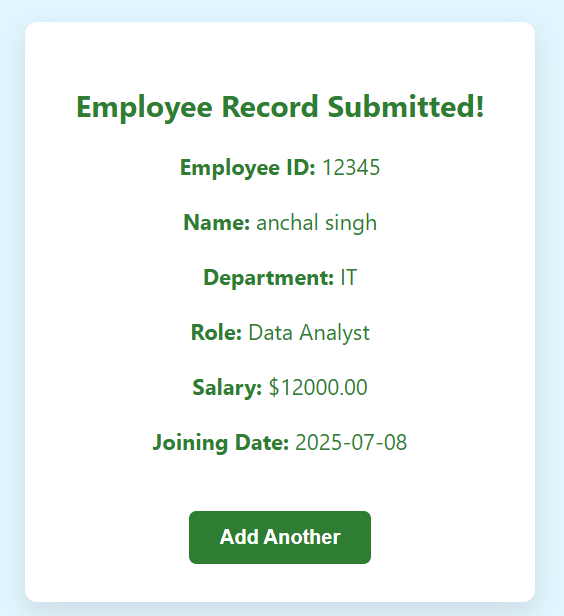 Employee Record Submitted!
Employee ID: 12345
Name: anchal singh
Department: IT
Role: Data Analyst
Salary: $12000.00
Joining Date: 2025-07-08
Add Another